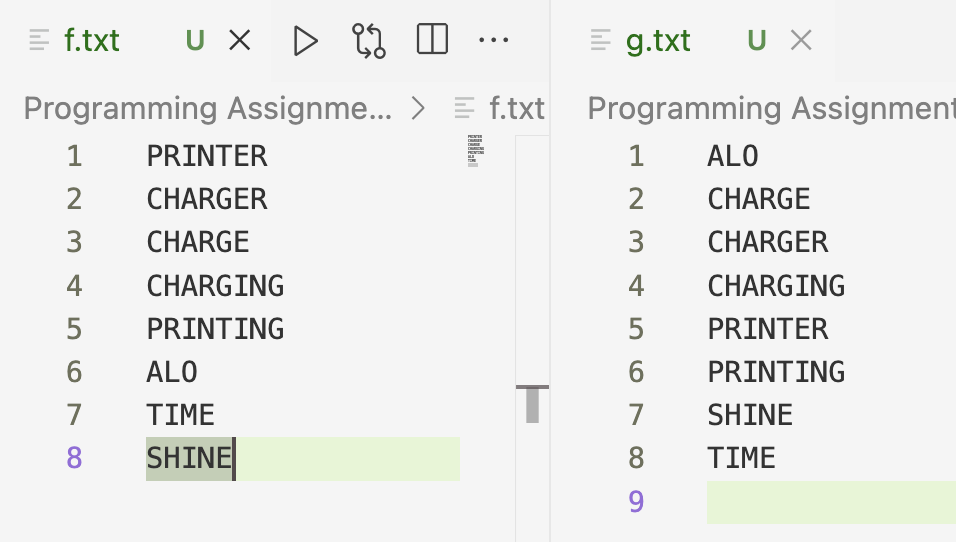 f.txt U
Programming Assignme... > f.txt
1 PRINTER
2 CHARGER
3 CHARGE
4 CHARGING
5 PRINTING
6 ALO
7 TIME
8 SHINE
g.txt U
Programming Assignment
1 ALO
2 CHARGE
3 CHARGER
4 CHARGING
5 PRINTER
6 PRINTING
7 SHINE
8 TIME
9